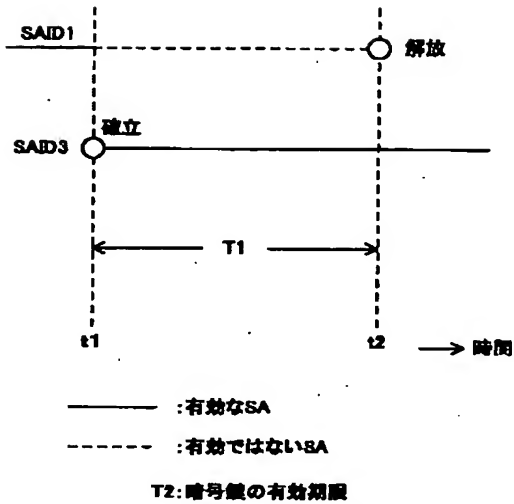 SAID1
解放
確立
SAID3
T1
t1
t2
時間
:有効なSA
:有効ではないSA
T2:暗号鍵の有効期限